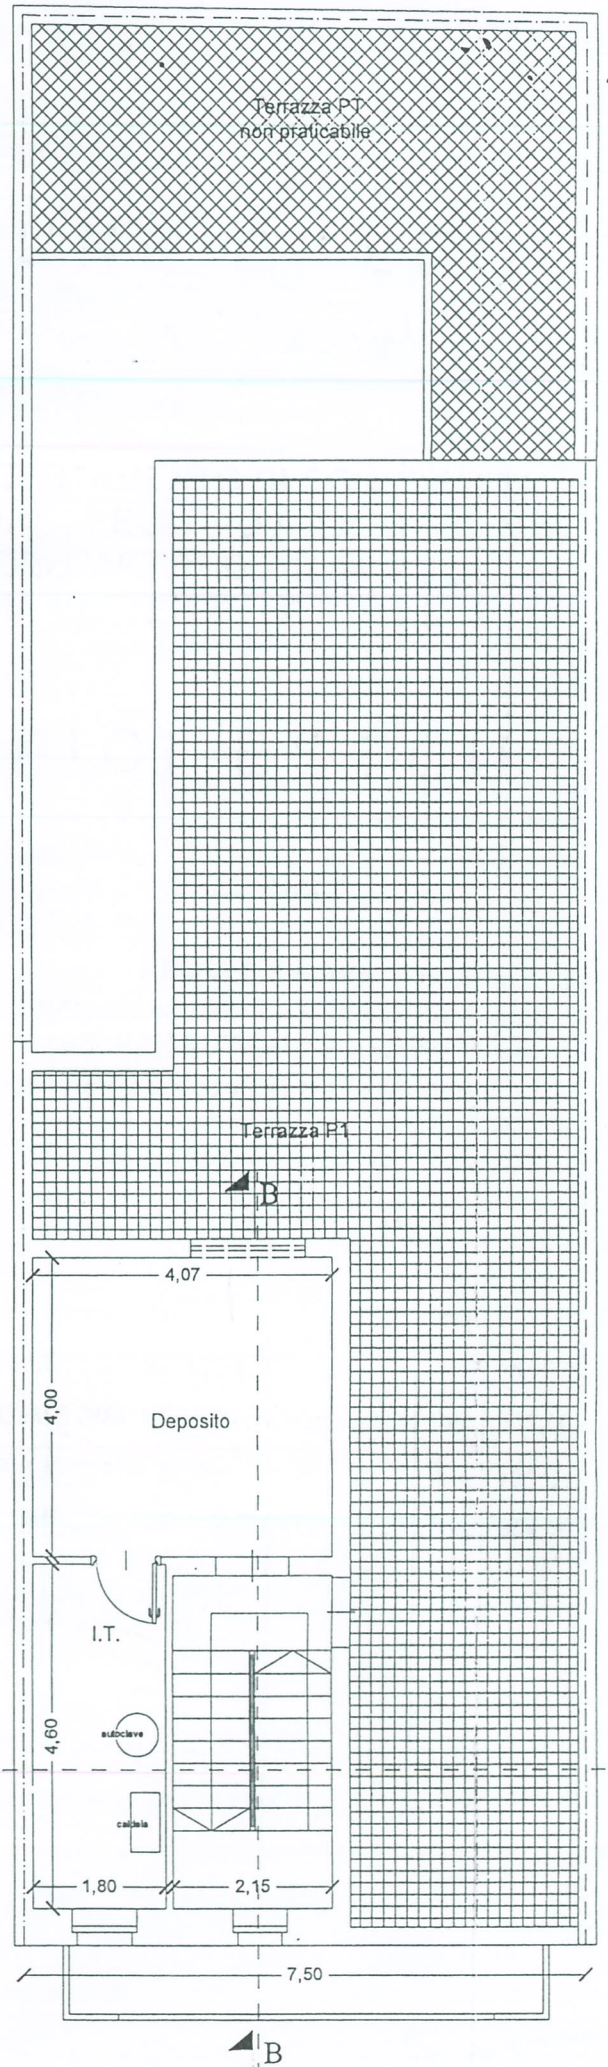 Terrazza PT
non praticabile
Terrazza P1
B
4,07
4,00
Deposito
I.T.
4,60
autoclave
caldaia
1,80
2,15
7,50
B